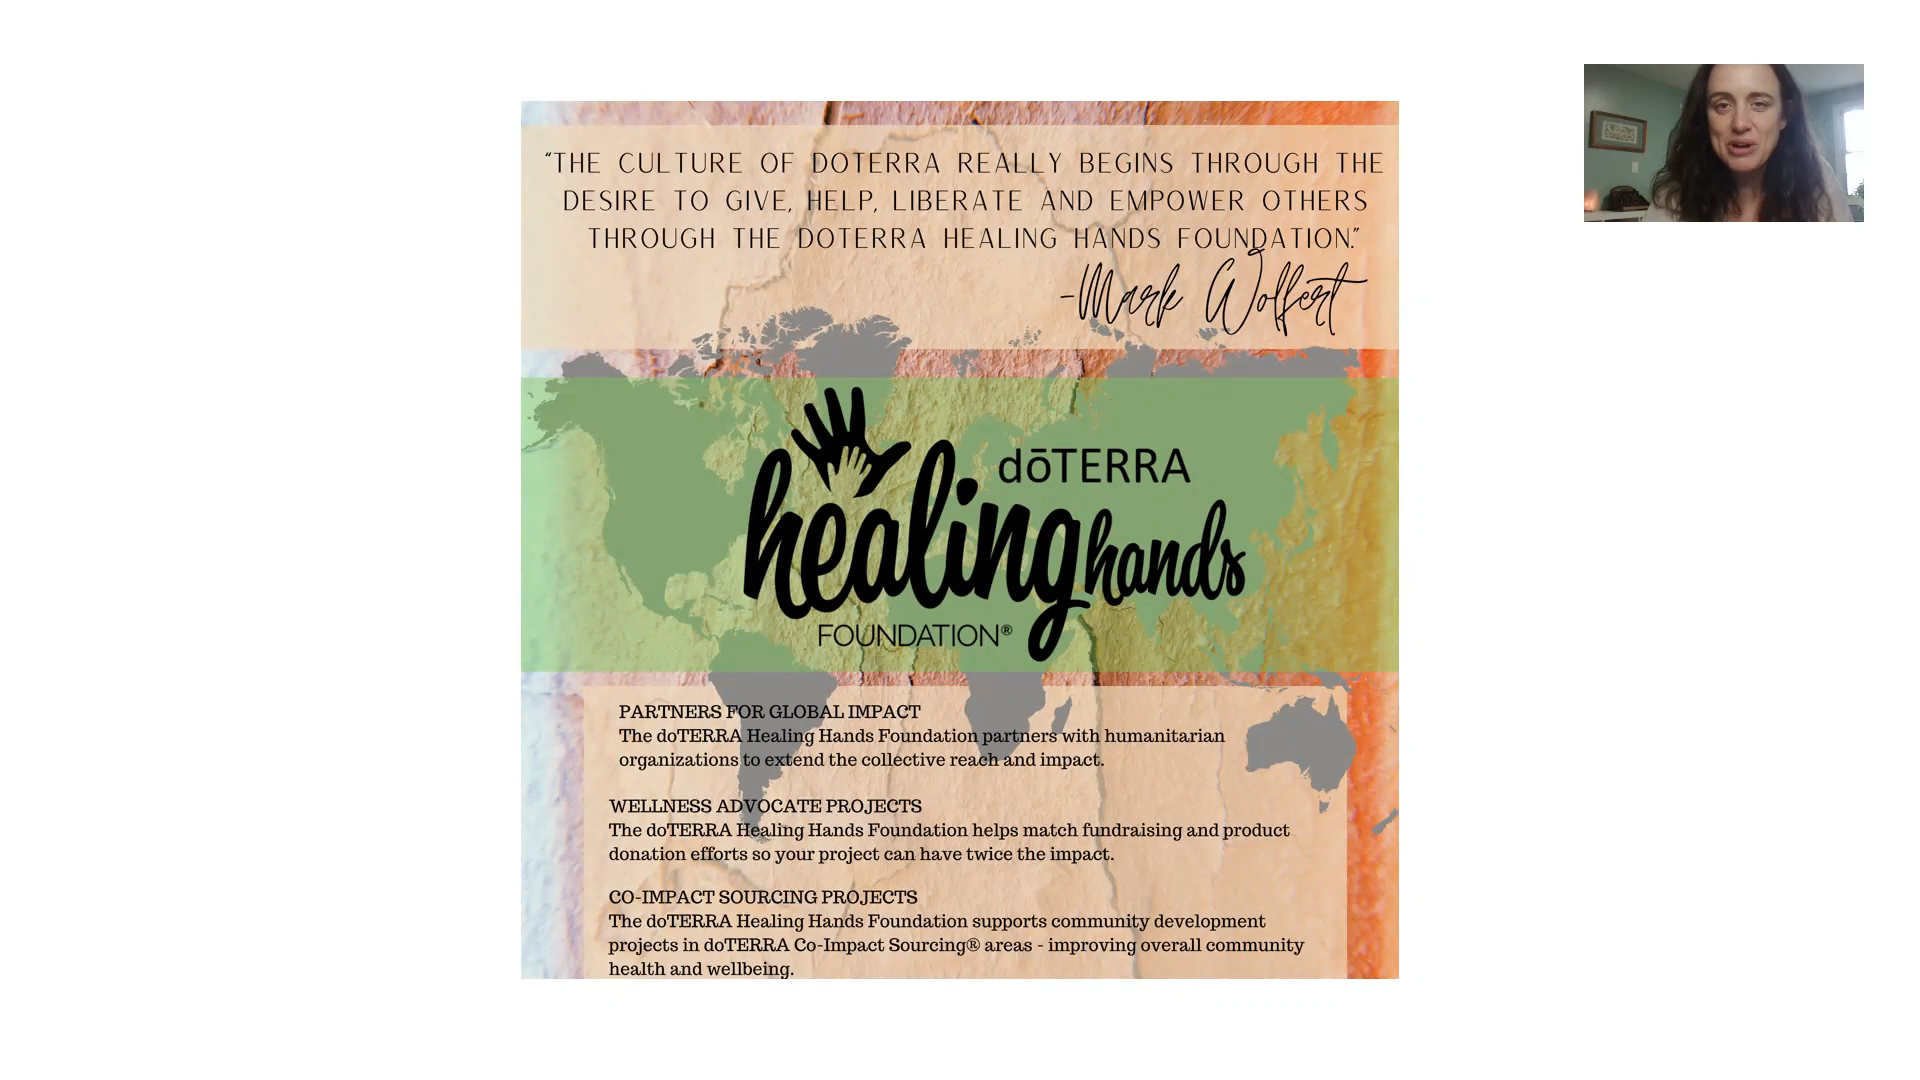 “THE CULTURE OF DOTERRA REALLY BEGINS THROUGH THE
DESIRE TO GIVE, HELP, LIBERATE AND EMPOWER OTHERS
THROUGH THE DOTERRA HEALING HANDS FOUNDATION.”
-Mark Wolfert
dōTERRA
healing hands
FOUNDATION®
PARTNERS FOR GLOBAL IMPACT
The doTERRA Healing Hands Foundation partners with humanitarian
organizations to extend the collective reach and impact.
WELLNESS ADVOCATE PROJECTS
The doTERRA Healing Hands Foundation helps match fundraising and product
donation efforts so your project can have twice the impact.
CO-IMPACT SOURCING PROJECTS
The doTERRA Healing Hands Foundation supports community development
projects in doTERRA Co-Impact Sourcing® areas - improving overall community
health and wellbeing.